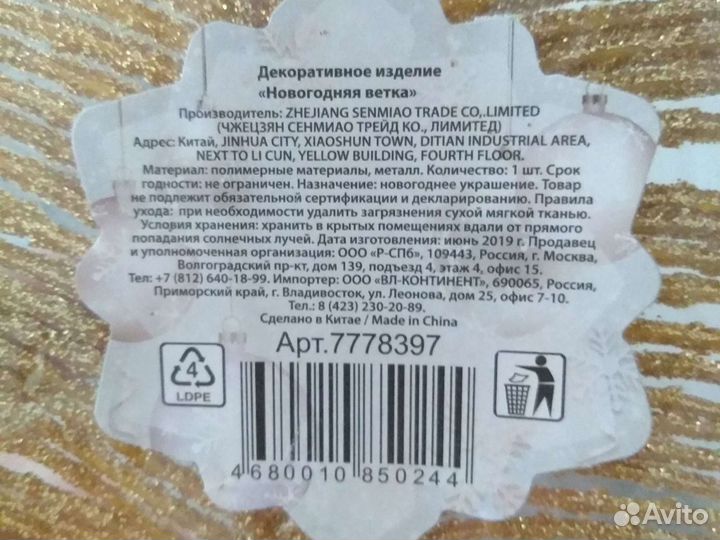 Декоративное изделие
«Новогодняя ветка»
Производитель: ZHEJIANG SENMIAO TRADE CO,.LIMITED
(ЧЖЕЦЗЯН СЕНМИАО ТРЕЙД КО., ЛИМИТЕД)
Адрес: Китай, JINHUA CITY, XIAOSHUN TOWN, DITIAN INDUSTRIAL AREA,
NEXT TO LI CUN, YELLOW BUILDING, FOURTH FLOOR.
Материал: полимерные материалы, металл. Количество: 1 шт. Срок
годности: не ограничен. Назначение: новогоднее украшение. Товар
не подлежит обязательной сертификации и декларированию. Правила
ухода: при необходимости удалить загрязнения сухой мягкой тканью.
Условия хранения: хранить в крытых помещениях вдали от прямого
попадания солнечных лучей. Дата изготовления: июнь 2019 г. Продавец
и уполномоченная организация: ООО «Р-СПб», 109443, Россия, г. Москва,
Волгоградский пр-кт, дом 139, подъезд 4, этаж 4, офис 15.
Тел: +7 (812) 640-18-99. Импортер: ООО «ВЛ-КОНТИНЕНТ», 690065, Россия,
Приморский край, г. Владивосток, ул. Леонова, дом 25, офис 7-10.
Тел.: 8 (423) 230-20-89.
Сделано в Китае / Made in China
Арт.7778397
4
LDPE
4680010850244
Avito